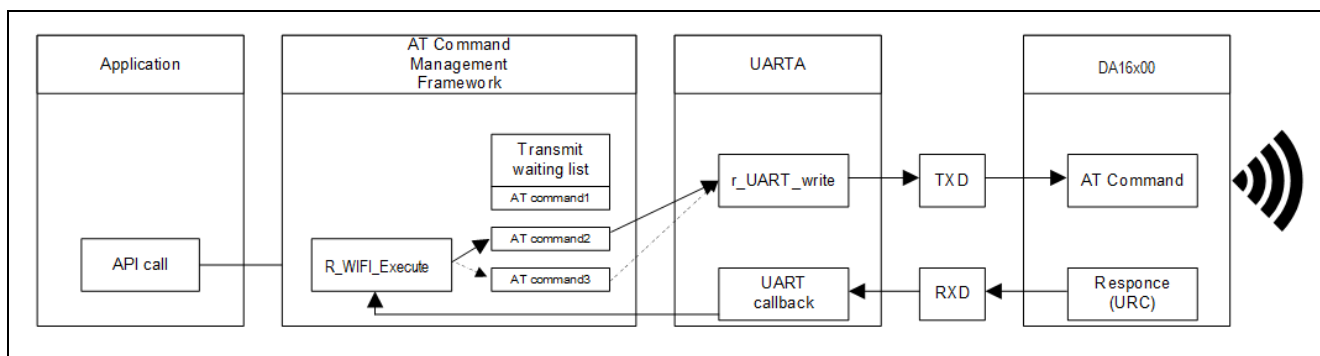 Application
AT Command
Management
Framework
UARTA
DA16x00
Transmit
waiting list
AT command1
AT command2
AT command3
API call
R_WIFI_Execute
r_UART_write
TXD
AT Command
UART
callback
RXD
Responce
(URC)